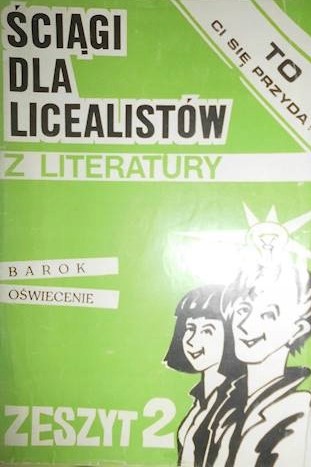 ŚCIĄGI
DLA
LICEALISTÓW
Z LITERATURY
TO
CI SIĘ PRZYDA!
BAROK
OŚWIECENIE
ZESZYT 2